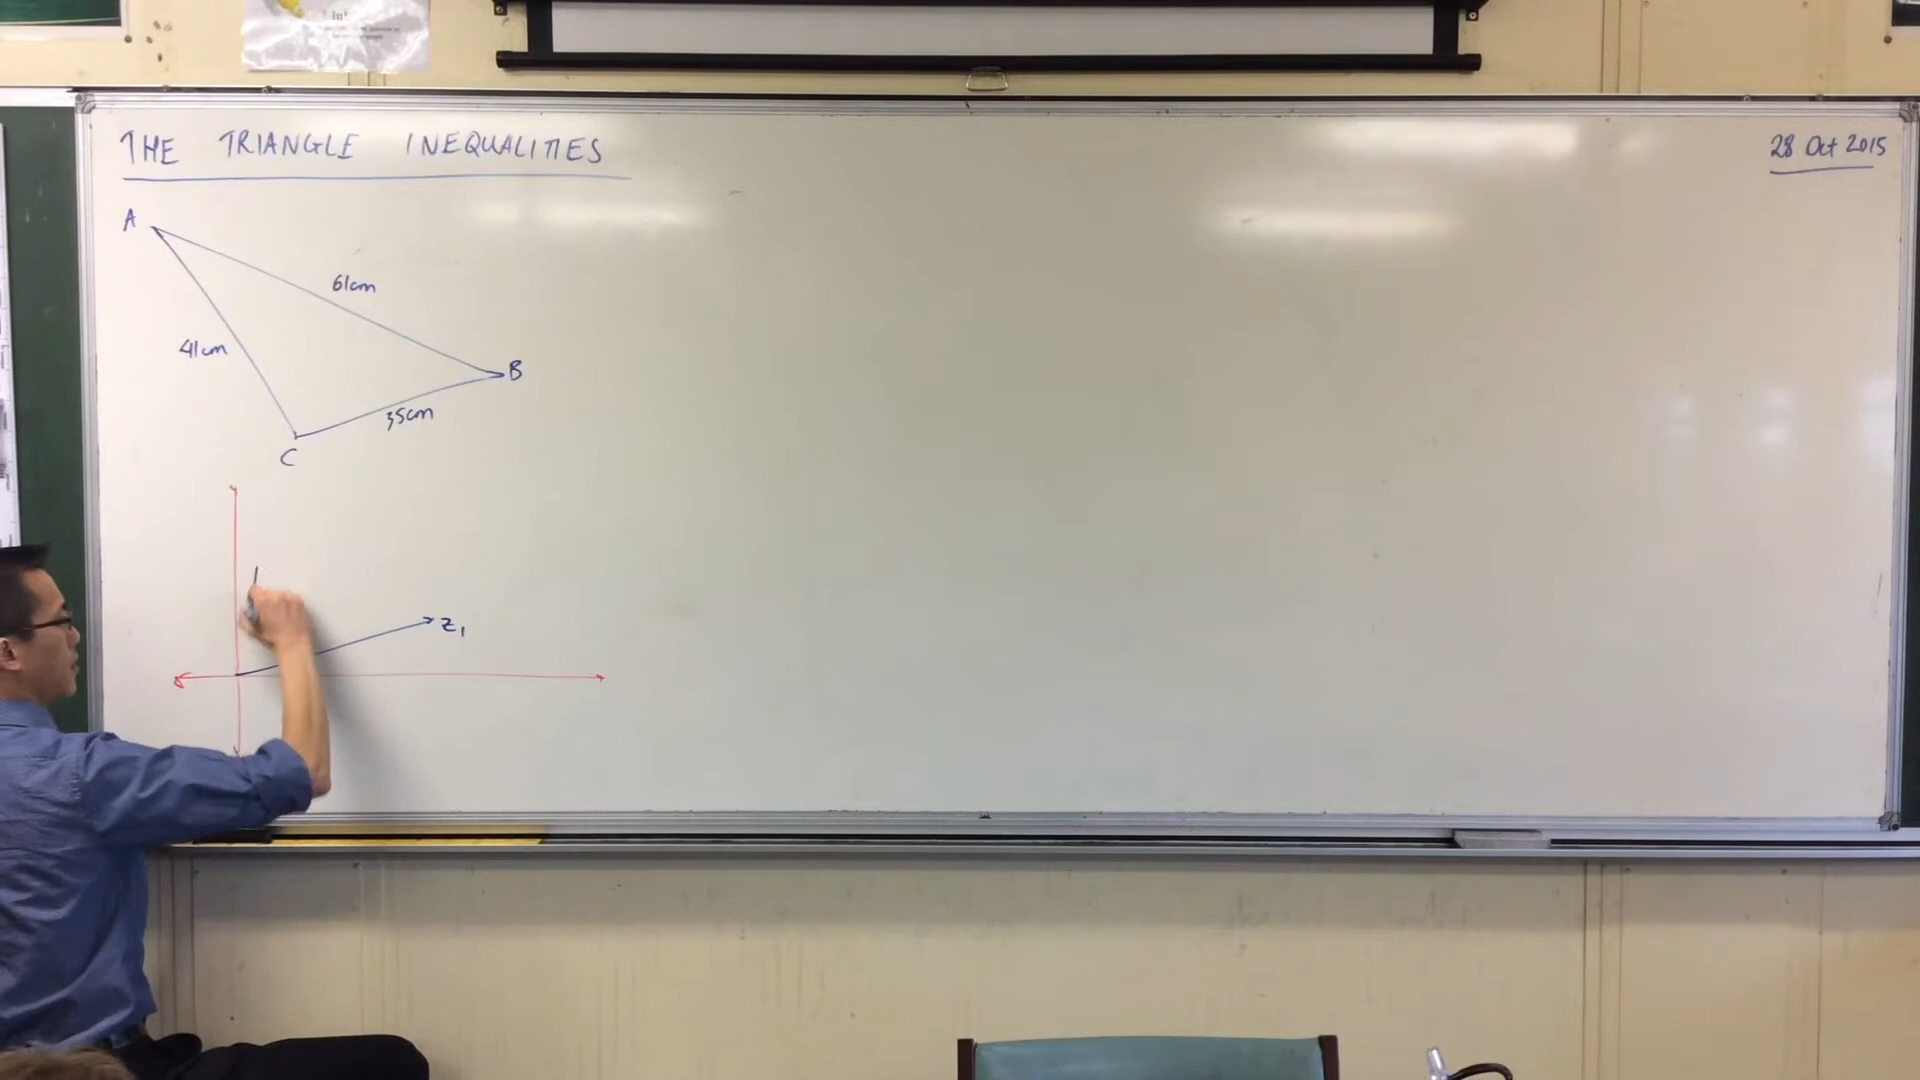 THE TRIANGLE INEQUALITIES
28 Oct 2015
A
61cm
41cm
B
35cm
C
z₁